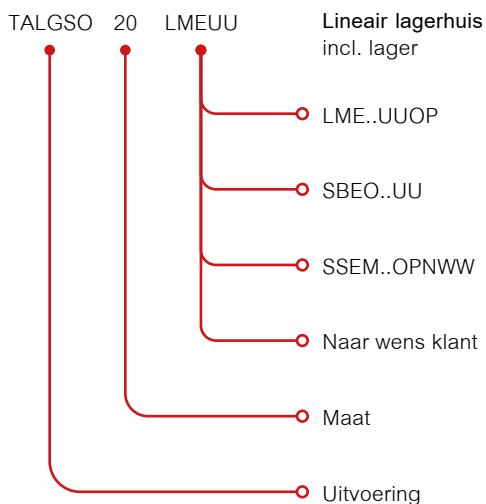 TALGSO 20 LMEUU
Lineair lagerhuis
incl. lager
LME..UUOP
SBEO..UU
SSEM..OPNWW
Naar wens klant
Maat
Uitvoering